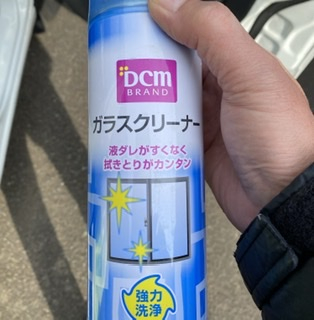 DCM
BRAND
ガラスクリーナー
液ダレがすくなく
拭きとりがカンタン
強力
洗浄